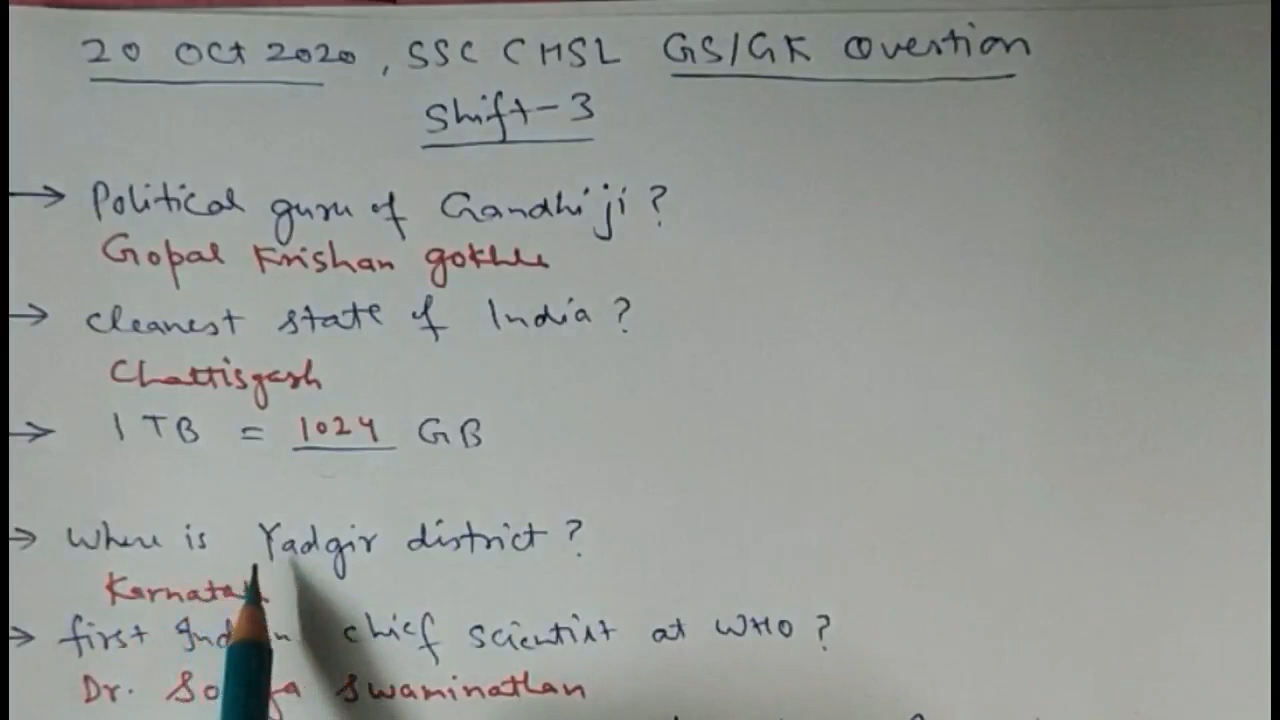 20 Oct 2020, SSC CHSL GS/GK Question
Shift-3
→ Political guru of Gandhiji?
Gopal Krishan gokhle
→ cleanest state of India?
Chattisgarh
→ 1 TB = 1024 GB
→ where is Yadgir district?
→ first chief scientist at WHO?
Dr. Swaminathan